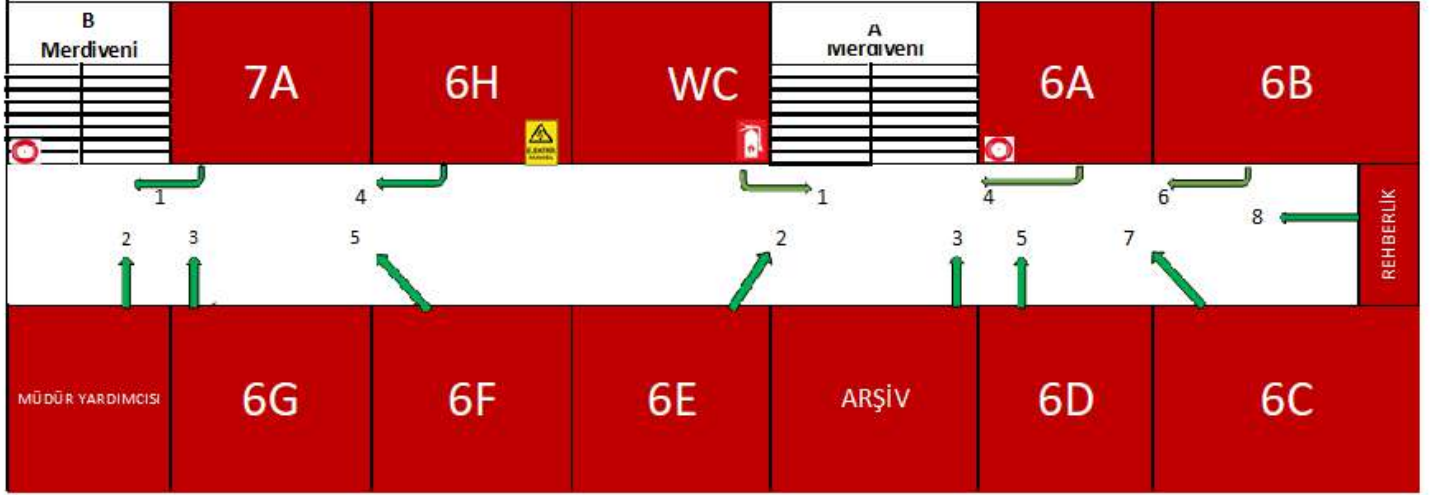 B
Merdiveni
7A
6H
WC
A
Merdiveni
6A
6B
1
4
1
4
6
8
REHBERLİK
2
3
5
2
3
5
7
MÜDÜR YARDIMCISI
6G
6F
6E
ARŞİV
6D
6C